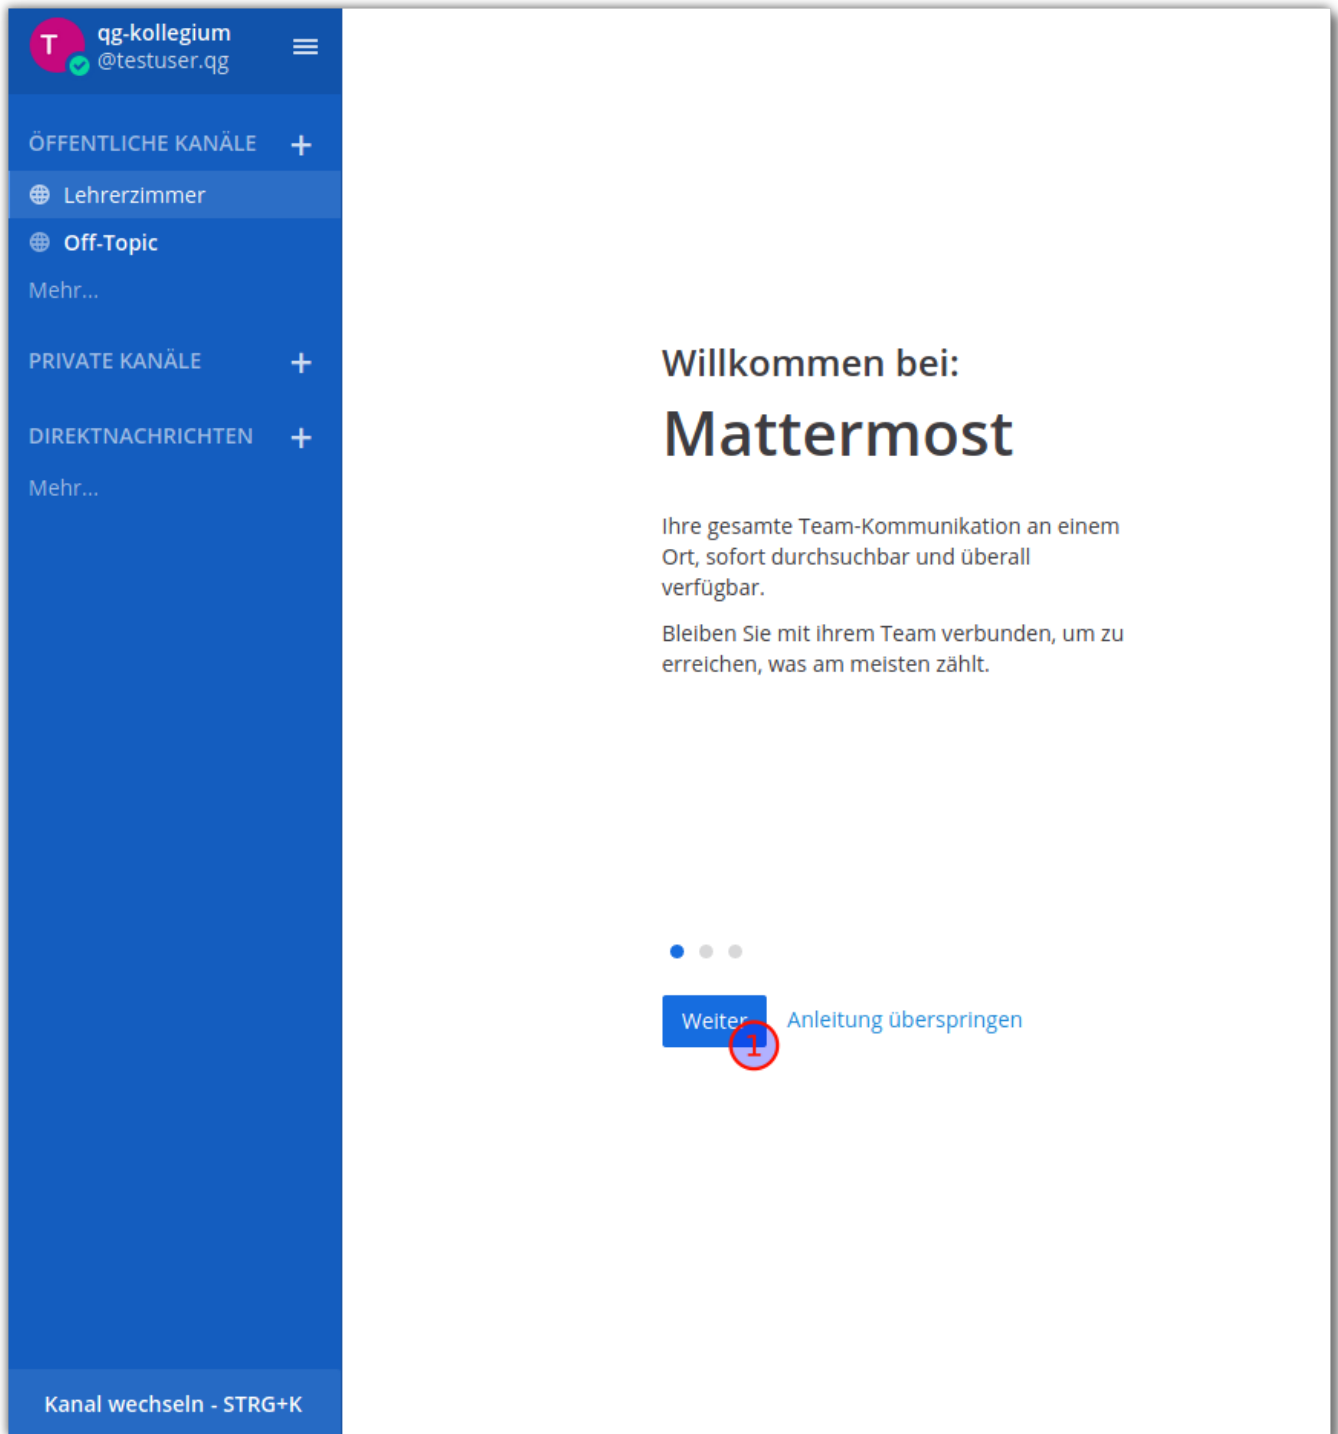 T
qg-kollegium
@testuser.qg
ÖFFENTLICHE KANÄLE
Lehrerzimmer
Off-Topic
Mehr...
PRIVATE KANÄLE
DIREKTNACHRICHTEN
Mehr...
Kanal wechseln - STRG+K
Willkommen bei:
Mattermost
Ihre gesamte Team-Kommunikation an einem
Ort, sofort durchsuchbar und überall
verfügbar.
Bleiben Sie mit ihrem Team verbunden, um zu
erreichen, was am meisten zählt.
Weiter Anleitung überspringen
1